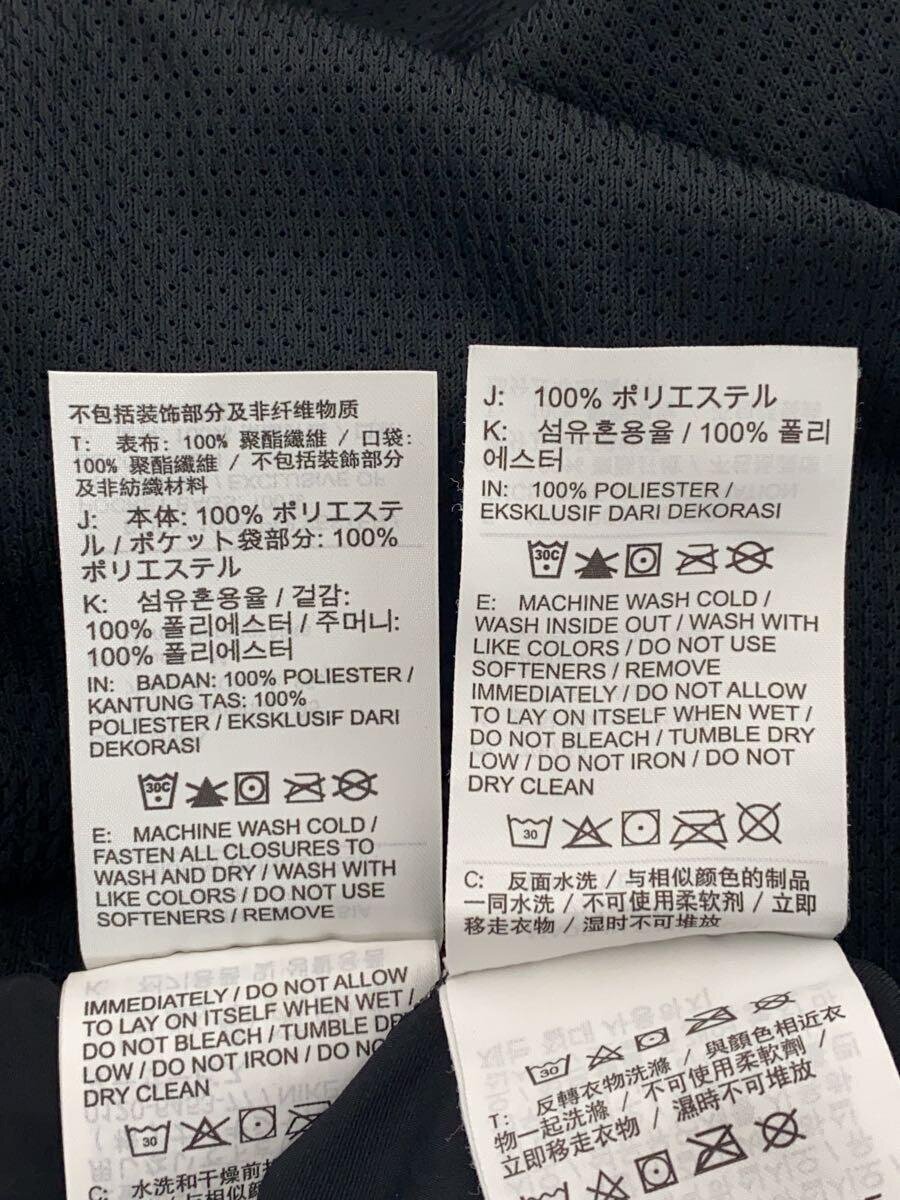 不包括装饰部分及非纤维物质
T: 表布: 100% 聚酯纖維 / 口袋:
100% 聚酯纖維 / 不包括裝飾部分
及非紡織材料
J: 本体: 100% ポリエステ
ル / ポケット袋部分: 100%
ポリエステル
K: 섬유혼용율 / 겉감:
100% 폴리에스터 / 주머니:
100% 폴리에스터
IN: BADAN: 100% POLIESTER /
KANTUNG TAS: 100%
POLIESTER / EKSKLUSIF DARI
DEKORASI
30C
E: MACHINE WASH COLD /
FASTEN ALL CLOSURES TO
WASH AND DRY / WASH WITH
LIKE COLORS / DO NOT USE
SOFTENERS / REMOVE
IMMEDIATELY / DO NOT ALLOW
TO LAY ON ITSELF WHEN WET /
DO NOT BLEACH / TUMBLE DRY
LOW / DO NOT IRON / DO NO
DRY CLEAN
30
C: 水洗和干燥前
J: 100% ポリエステル
K: 섬유혼용율 / 100% 폴리
에스터
IN: 100% POLIESTER /
EKSKLUSIF DARI DEKORASI
30C
E: MACHINE WASH COLD /
WASH INSIDE OUT / WASH WITH
LIKE COLORS / DO NOT USE
SOFTENERS / REMOVE
IMMEDIATELY / DO NOT ALLOW
TO LAY ON ITSELF WHEN WET /
DO NOT BLEACH / TUMBLE DRY
LOW / DO NOT IRON / DO NOT
DRY CLEAN
30
C: 反面水洗 / 与相似颜色的制品
一同水洗 / 不可使用柔软剂 / 立即
移走衣物 / 湿时不可堆放
30
T: 反轉衣物洗滌 / 與顏色相近衣
物一起洗滌 / 不可使用柔軟劑 /
立即移走衣物 / 濕時不可堆放